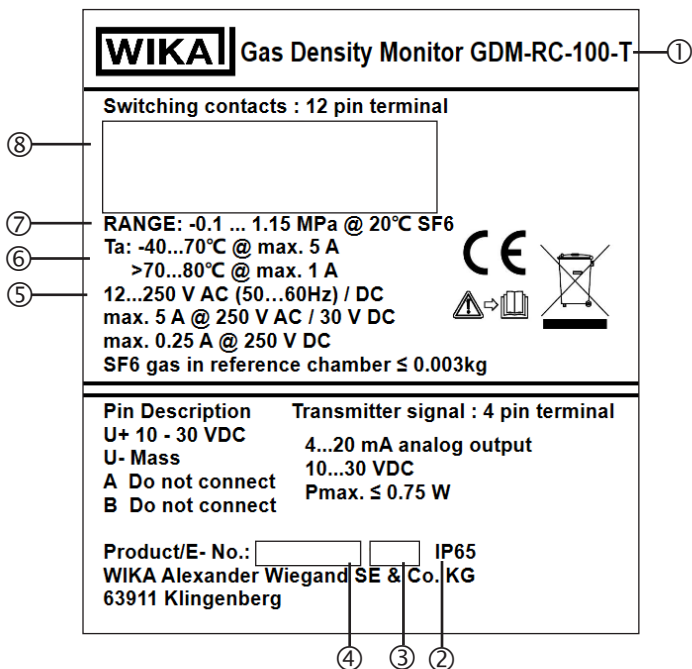 WIKA Gas Density Monitor GDM-RC-100-T ①
Switching contacts : 12 pin terminal
⑧
⑦ RANGE: -0.1 ... 1.15 MPa @ 20℃ SF6
⑥ Ta: -40...70℃ @ max. 5 A
>70...80℃ @ max. 1 A
⑤ 12...250 V AC (50…60Hz) / DC
max. 5 A @ 250 V AC / 30 V DC
max. 0.25 A @ 250 V DC
SF6 gas in reference chamber ≤ 0.003kg
CE
Pin Description
U+ 10 - 30 VDC
U- Mass
A Do not connect
B Do not connect
Transmitter signal : 4 pin terminal
4...20 mA analog output
10...30 VDC
Pmax. ≤ 0.75 W
Product/E- No.: IP65
WIKA Alexander Wiegand SE & Co. KG
63911 Klingenberg
④ ③ ②